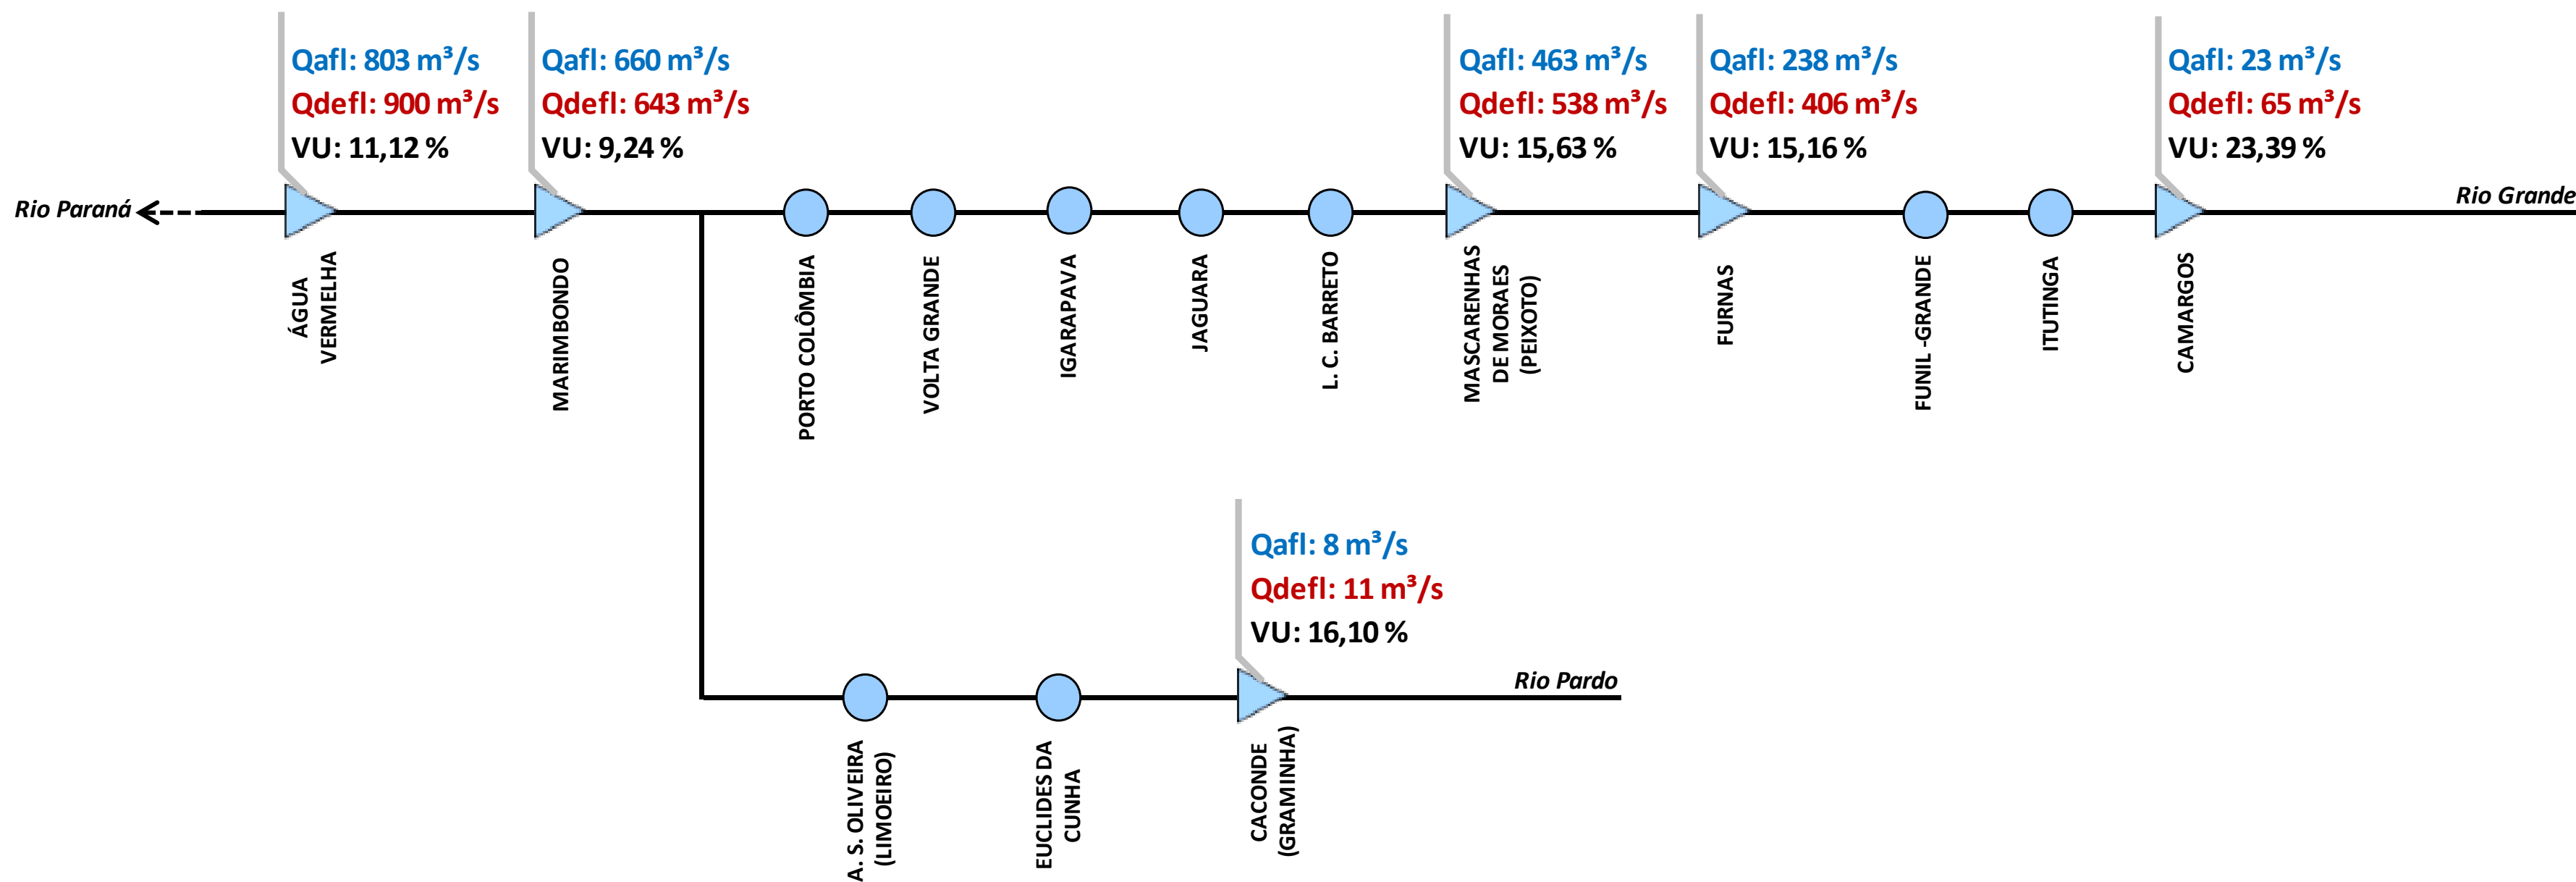 Qafl: 803 m³/s
Qdefl: 900 m³/s
VU: 11,12 %
Qafl: 660 m³/s
Qdefl: 643 m³/s
VU: 9,24 %
Qafl: 463 m³/s
Qdefl: 538 m³/s
VU: 15,63 %
Qafl: 238 m³/s
Qdefl: 406 m³/s
VU: 15,16 %
Qafl: 23 m³/s
Qdefl: 65 m³/s
VU: 23,39 %
Rio Paraná
Rio Grande
ÁGUA
VERMELHA
MARIMBONDO
PORTO COLÔMBIA
VOLTA GRANDE
IGARAPAVA
JAGUARA
L. C. BARRETO
MASCARENHAS
DE MORAES
(PEIXOTO)
FURNAS
FUNIL -GRANDE
ITUTINGA
CAMARGOS
Qafl: 8 m³/s
Qdefl: 11 m³/s
VU: 16,10 %
Rio Pardo
A. S. OLIVEIRA
(LIMOEIRO)
EUCLIDES DA
CUNHA
CACONDE
(GRAMINHA)